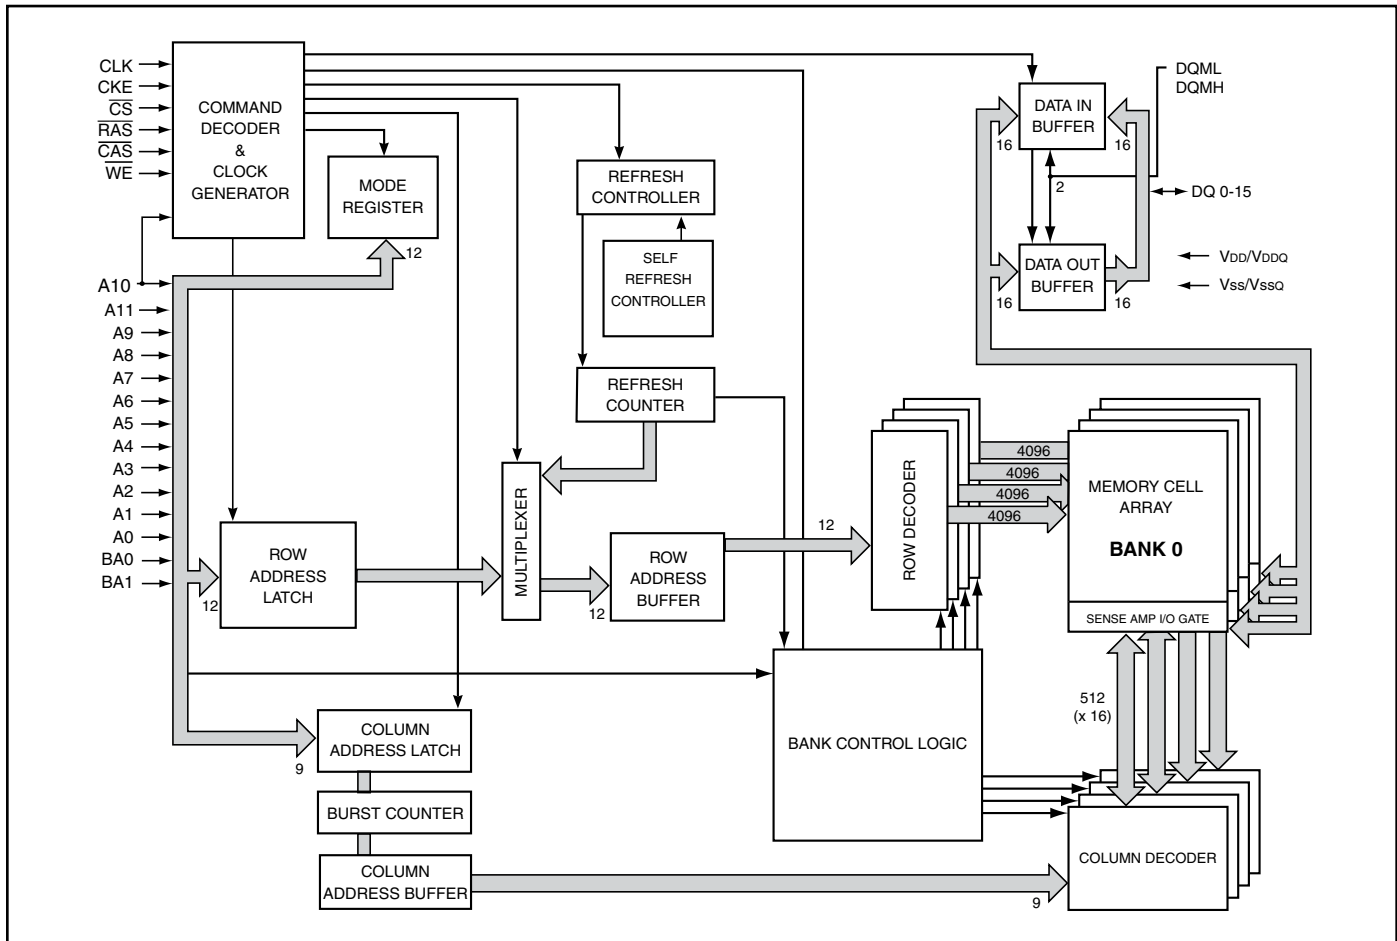 CLK
CKE
CS
RAS
CAS
WE
COMMAND
DECODER
&
CLOCK
GENERATOR
MODE
REGISTER
12
REFRESH
CONTROLLER
SELF
REFRESH
CONTROLLER
REFRESH
COUNTER
DATA IN
BUFFER
16
16
2
DQML
DQMH
DQ 0-15
DATA OUT
BUFFER
16
16
VDD/VDDQ
Vss/VssQ
A10
A11
A9
A8
A7
A6
A5
A4
A3
A2
A1
A0
BA0
BA1
12
ROW
ADDRESS
LATCH
MULTIPLEXER
12
ROW
ADDRESS
BUFFER
12
ROW DECODER
4096
4096
4096
4096
MEMORY CELL
ARRAY
BANK 0
SENSE AMP I/O GATE
512
(x 16)
BANK CONTROL LOGIC
9
COLUMN
ADDRESS LATCH
BURST COUNTER
COLUMN
ADDRESS BUFFER
9
COLUMN DECODER